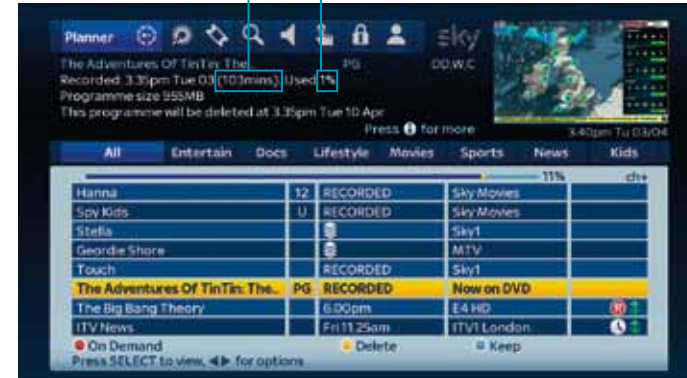 Planner sky
The Adventures Of TinTin: The... PG DD,W,C
Recorded 3.35pm Tue 03 (103mins) Used 1%
Programme size 955MB
This programme will be deleted at 3.35pm Tue 10 Apr
Press i for more 3.40pm Tu 03/04
All Entertain Docs Lifestyle Movies Sports News Kids
11% ch+
Hanna 12 RECORDED Sky Movies
Spy Kids U RECORDED Sky Movies
Stella Sky1
Geordie Shore MTV
Touch RECORDED Sky1
The Adventures Of TinTin: The... PG RECORDED Now on DVD
The Big Bang Theory 6.00pm E4 HD R
ITV News Fri 11.25am ITV1 London
On Demand Delete Keep
Press SELECT to view, ◀▶ for options